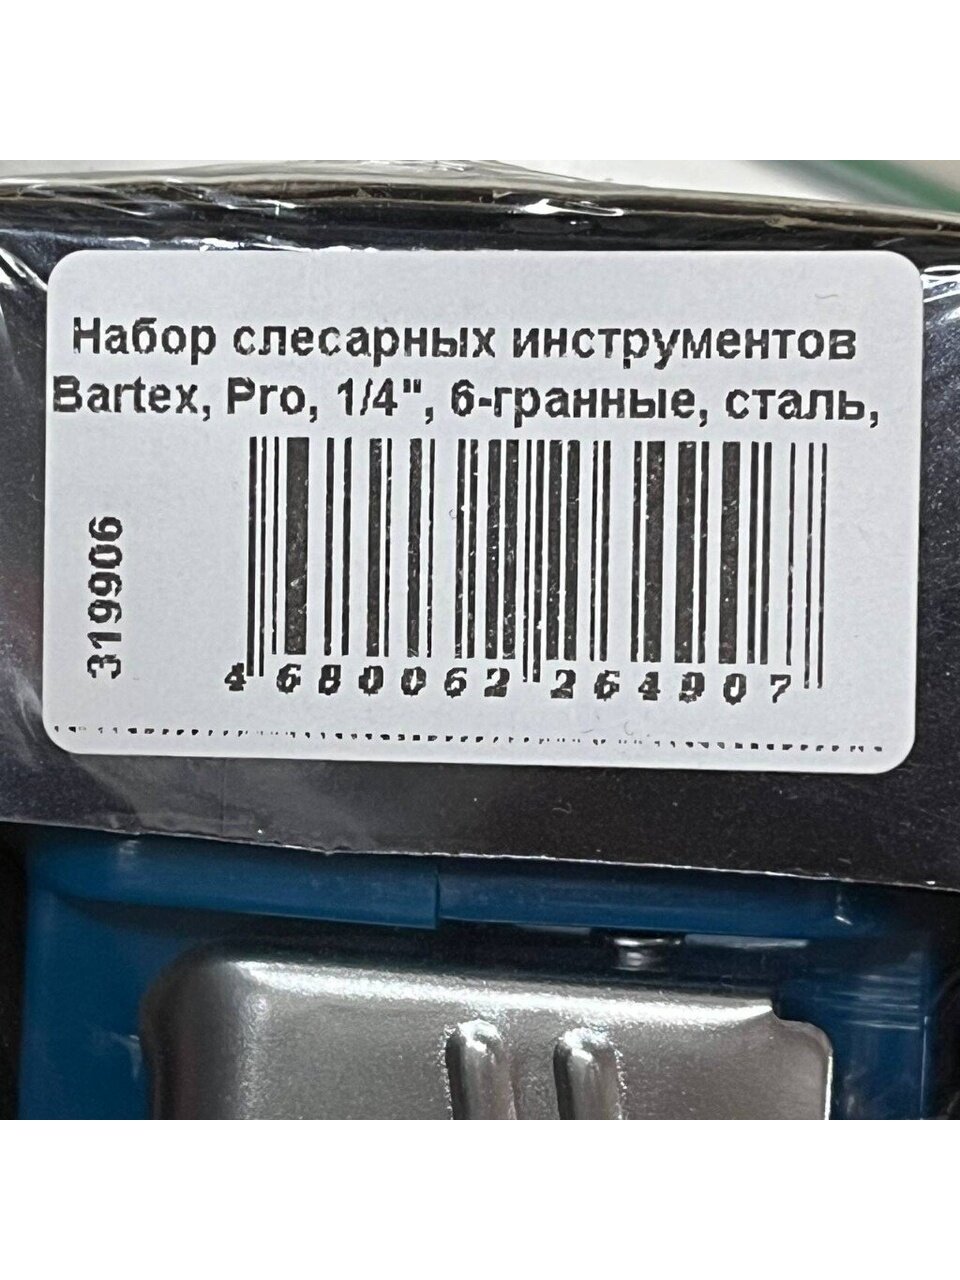 Набор слесарных инструментов
Bartex, Pro, 1/4", 6-гранные, сталь,
319906
4 680062 264907